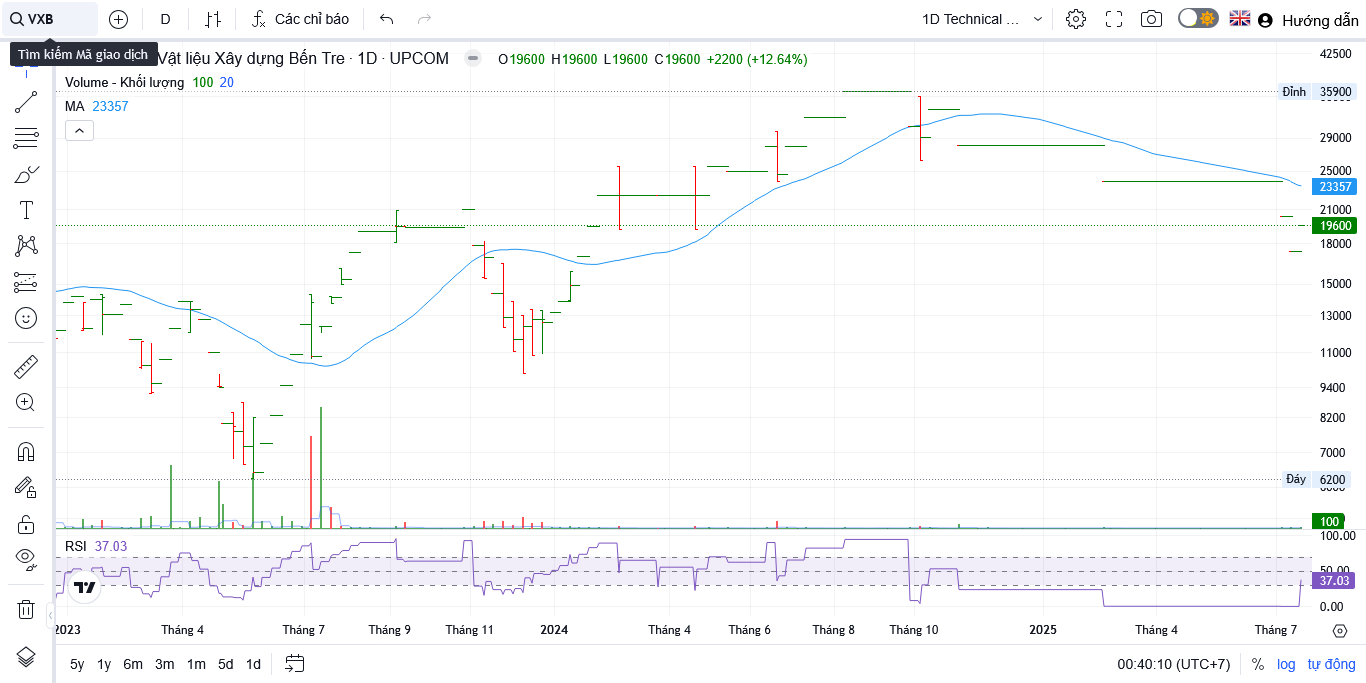 VXB
D
Các chỉ báo
1D Technical ...
Hướng dẫn
Tìm kiếm Mã giao dịch
Vật liệu Xây dựng Bến Tre · 1D · UPCOM
O19600 H19600 L19600 C19600 +2200 (+12.64%)
Volume - Khối lượng 100 20
MA 23357
42500
Đỉnh 35900
29000
25000
23357
21000
19600
18000
15000
13000
11000
9400
8200
7000
Đáy 6200
100
RSI 37.03
100.00
50.00
37.03
0.00
2023 Tháng 4 Tháng 7 Tháng 9 Tháng 11 2024 Tháng 4 Tháng 6 Tháng 8 Tháng 10 2025 Tháng 4 Tháng 7
5y 1y 6m 3m 1m 5d 1d
00:40:10 (UTC+7) % log tự động